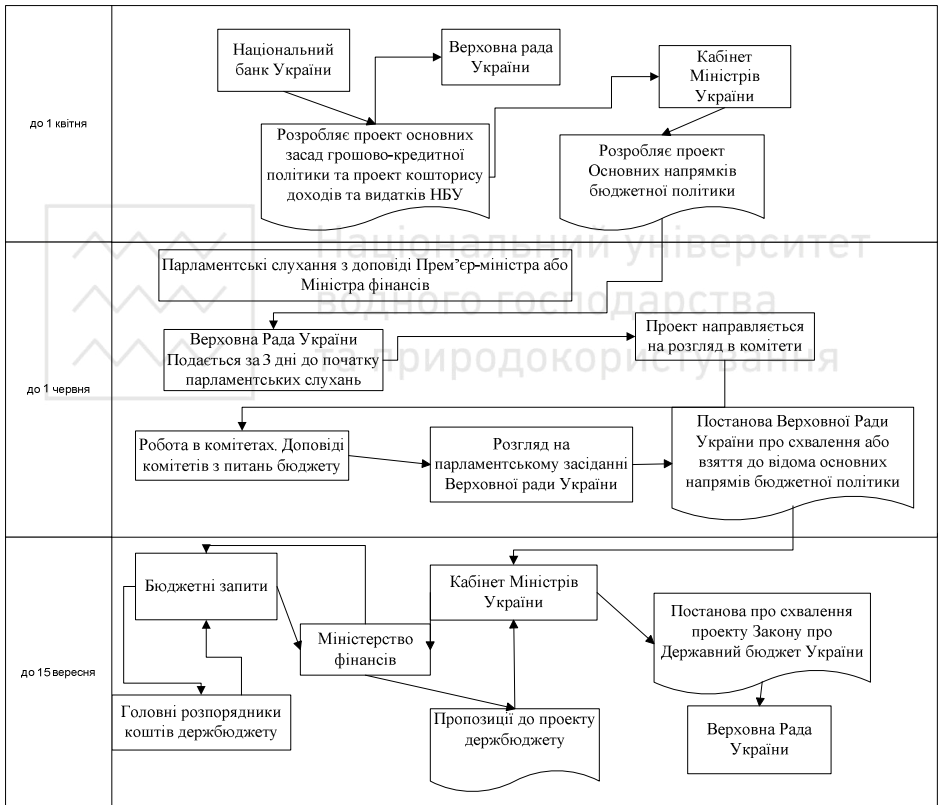 до 1 квітня
Національний
банк України
Верховна рада
України
Кабінет
Міністрів
України
Розробляє проект основних
засад грошово-кредитної
політики та проект кошторису
доходів та видатків НБУ
Розробляє проект
Основних напрямків
бюджетної політики
Національний університет
водного господарства
та природокористування
до 1 червня
Парламентські слухання з доповіді Прем’єр-міністра або
Міністра фінансів
Верховна Рада України
Подається за 3 дні до початку
парламентських слухань
Проект направляється
на розгляд в комітети
Робота в комітетах. Доповіді
комітетів з питань бюджету
Розгляд на
парламентському засіданні
Верховної ради України
Постанова Верховної Ради
України про схвалення або
взяття до відома основних
напрямів бюджетної політики
до 15 вересня
Бюджетні запити
Кабінет Міністрів
України
Міністерство
фінансів
Постанова про схвалення
проекту Закону про
Державний бюджет України
Головні розпорядники
коштів держбюджету
Пропозиції до проекту
держбюджету
Верховна Рада
України